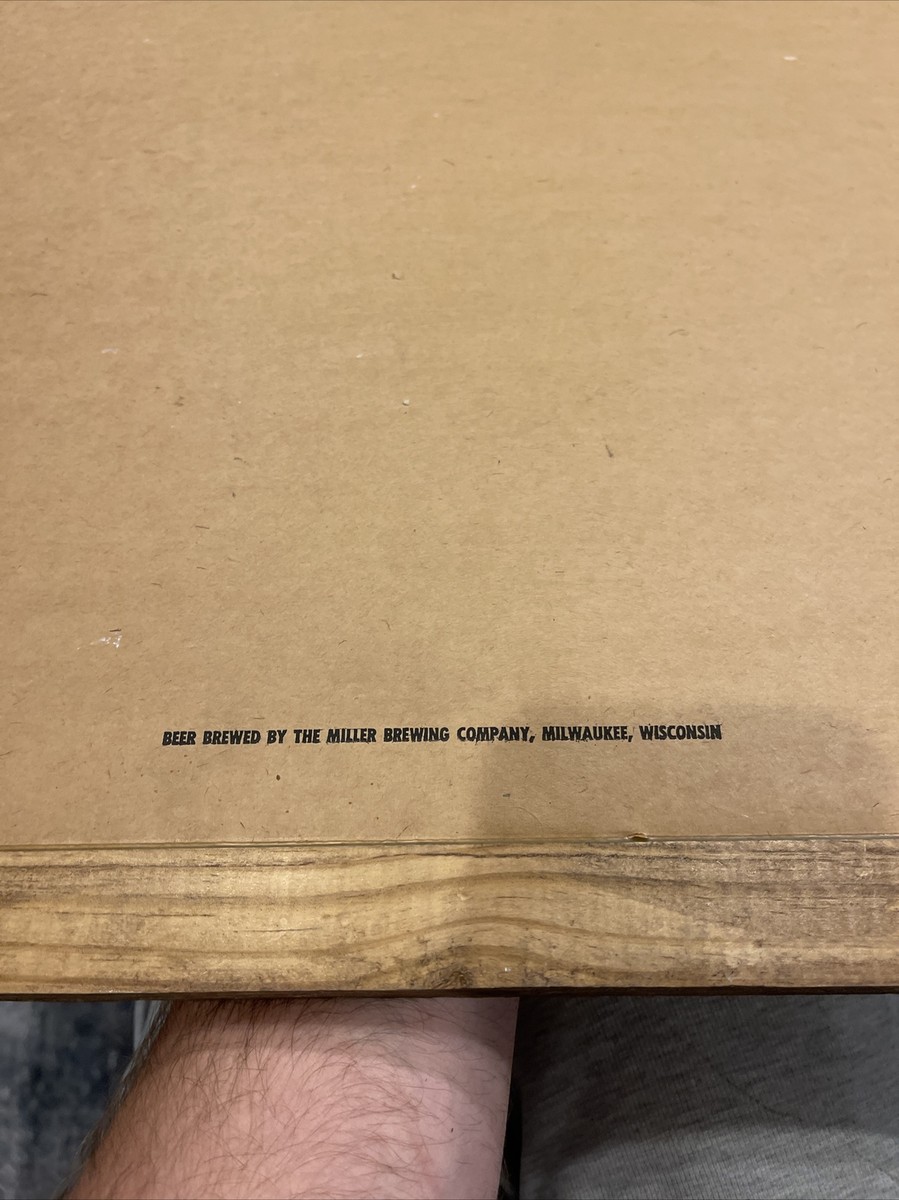 BEER BREWED BY THE MILLER BREWING COMPANY, MILWAUKEE, WISCONSIN